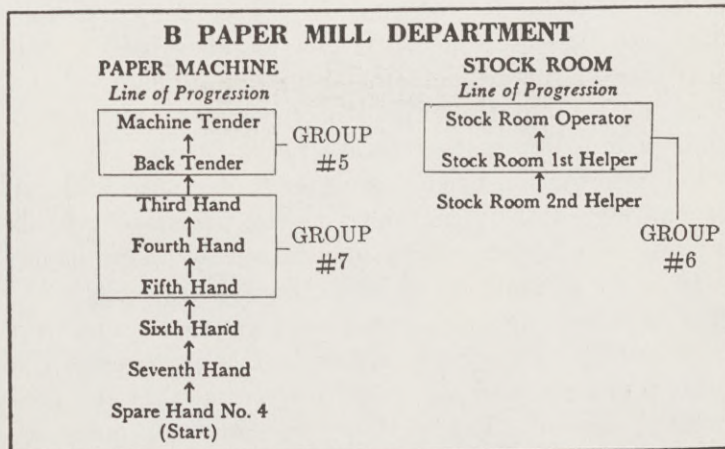 B PAPER MILL DEPARTMENT
PAPER MACHINE
Line of Progression
Machine Tender
Back Tender
GROUP
#5
Third Hand
Fourth Hand
Fifth Hand
GROUP
#7
Sixth Hand
Seventh Hand
Spare Hand No. 4
(Start)
STOCK ROOM
Line of Progression
Stock Room Operator
Stock Room 1st Helper
Stock Room 2nd Helper
GROUP
#6